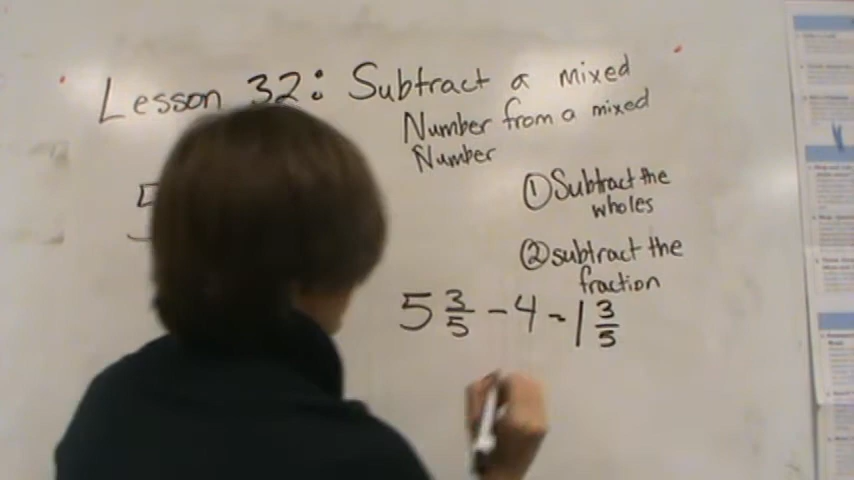 Lesson 32: Subtract a mixed
Number from a mixed
Number
5
① Subtract the
wholes
② subtract the
fraction
5 3/5 - 4 = 1 3/5